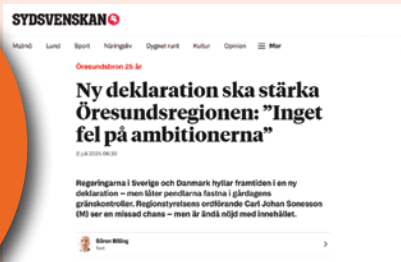 SYDSVENSKAN
Malmö Lund Sport Näringsliv Dygnet runt Kultur Opinion Mer
Öresundsbron 25 år
Ny deklaration ska stärka
Öresundsregionen: ”Inget
fel på ambitionerna”
2 juli 2025 06:30
Regeringarna i Sverige och Danmark hyllar framtiden i en ny
deklaration – men låter pendlarna fastna i gårdagens
gränskontroller. Regionstyrelsens ordförande Carl Johan Sonesson
(M) ser en missad chans – men är ändå nöjd med innehållet.
Sören Billing
Text